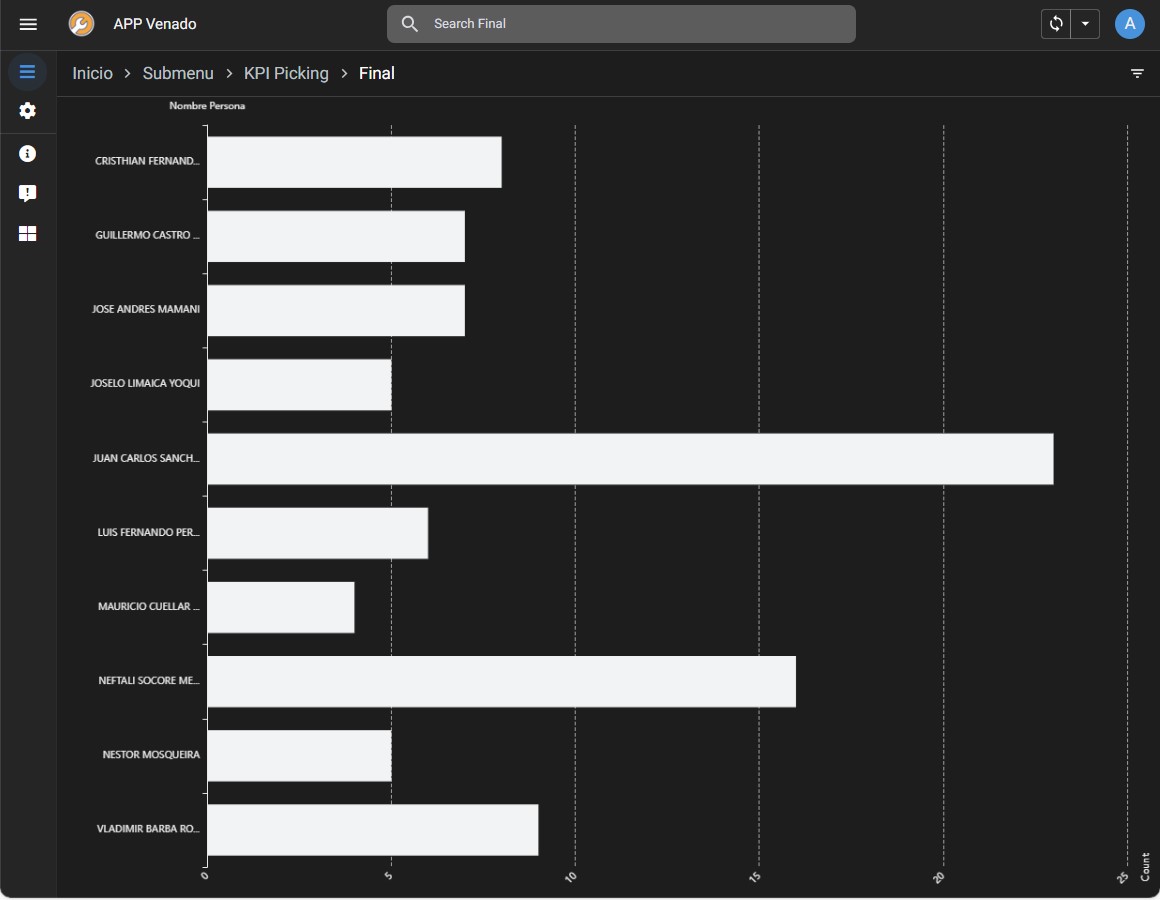 APP Venado
Search Final
A
Inicio > Submenu > KPI Picking > Final
Nombre Persona
CRISTHIAN FERNAND...
GUILLERMO CASTRO ...
JOSE ANDRES MAMANI
JOSELO LIMAICA YOQUI
JUAN CARLOS SANCH...
LUIS FERNANDO PER...
MAURICIO CUELLAR ...
NEFTALI SOCORE ME...
NESTOR MOSQUEIRA
VLADIMIR BARBA RO...
0 5 10 15 20 25
Count